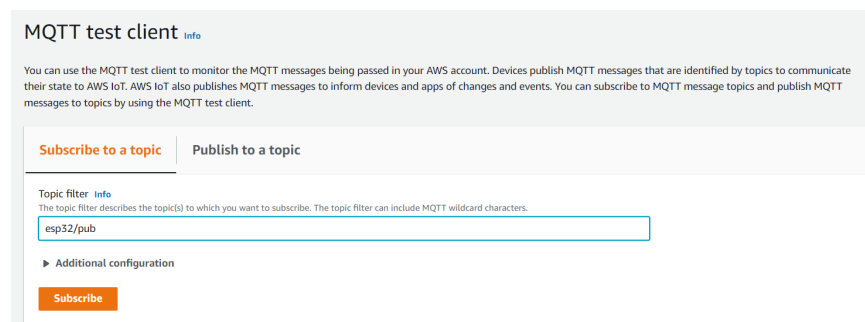 MQTT test client Info
You can use the MQTT test client to monitor the MQTT messages being passed in your AWS account. Devices publish MQTT messages that are identified by topics to communicate
their state to AWS IoT. AWS IoT also publishes MQTT messages to inform devices and apps of changes and events. You can subscribe to MQTT message topics and publish MQTT
messages to topics by using the MQTT test client.
Subscribe to a topic
Publish to a topic
Topic filter Info
The topic filter describes the topic(s) to which you want to subscribe. The topic filter can include MQTT wildcard characters.
esp32/pub
Additional configuration
Subscribe